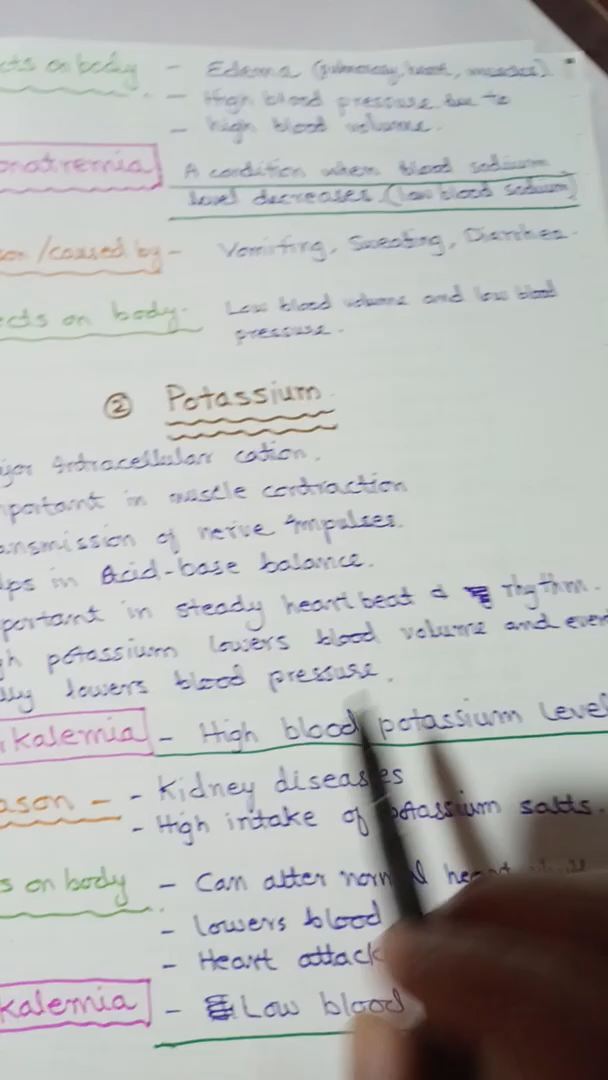 cts on body - Edema (pulmonary, heart, muscles).
- High blood pressure due to
- high blood volume.
onatremia A condition when blood sodium
level decreases (low blood sodium)
son/caused by - Vomiting, Sweating, Diarrhea.
ects on body. Low blood volume and low blood
pressure.
② Potassium
jor intracellular cation.
portant in muscle contraction
ansmission of nerve impulses.
lps in Acid-base balance.
portant in steady heart beat & rhythm.
gh potassium lowers blood volume and even
lly lowers blood pressure.
kalemia - High blood potassium level
ason - - Kidney diseases
- High intake of potassium salts.
s on body - Can alter normal
- Lowers blood
- Heart attack
kalemia - Low blood